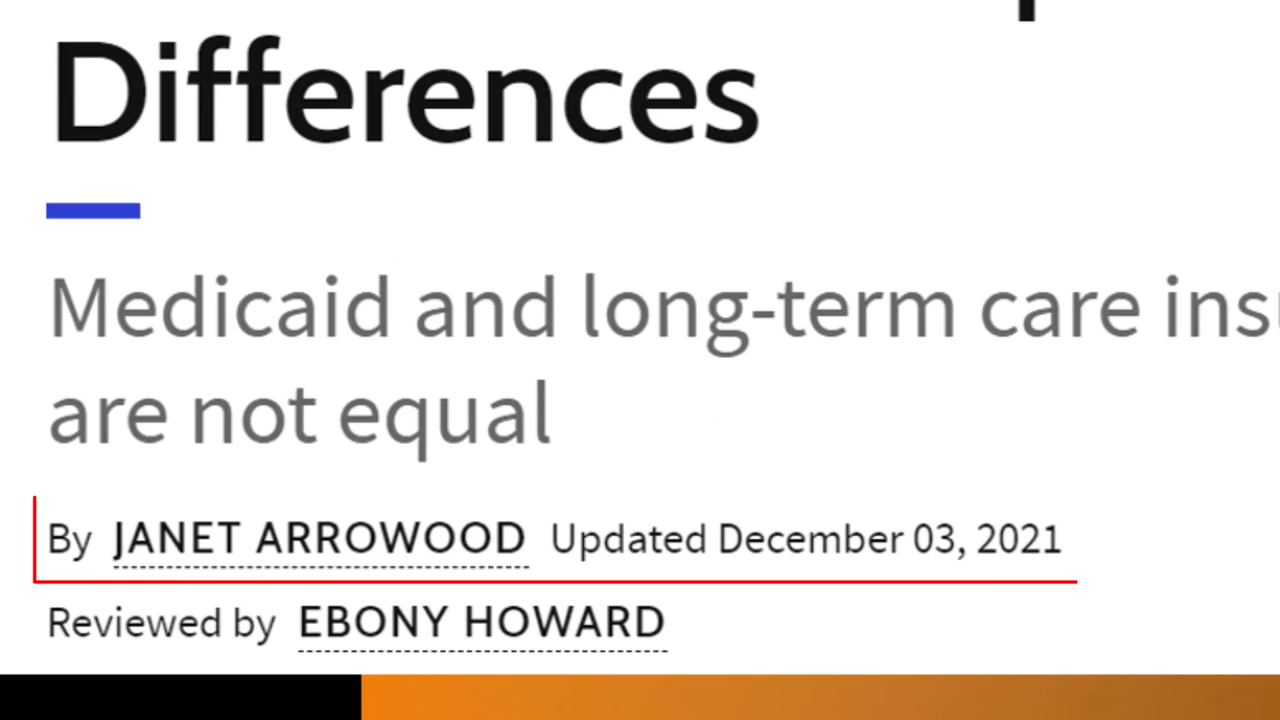 Differences
Medicaid and long-term care
are not equal
By JANET ARROWOOD Updated December 03, 2021
Reviewed by EBONY HOWARD